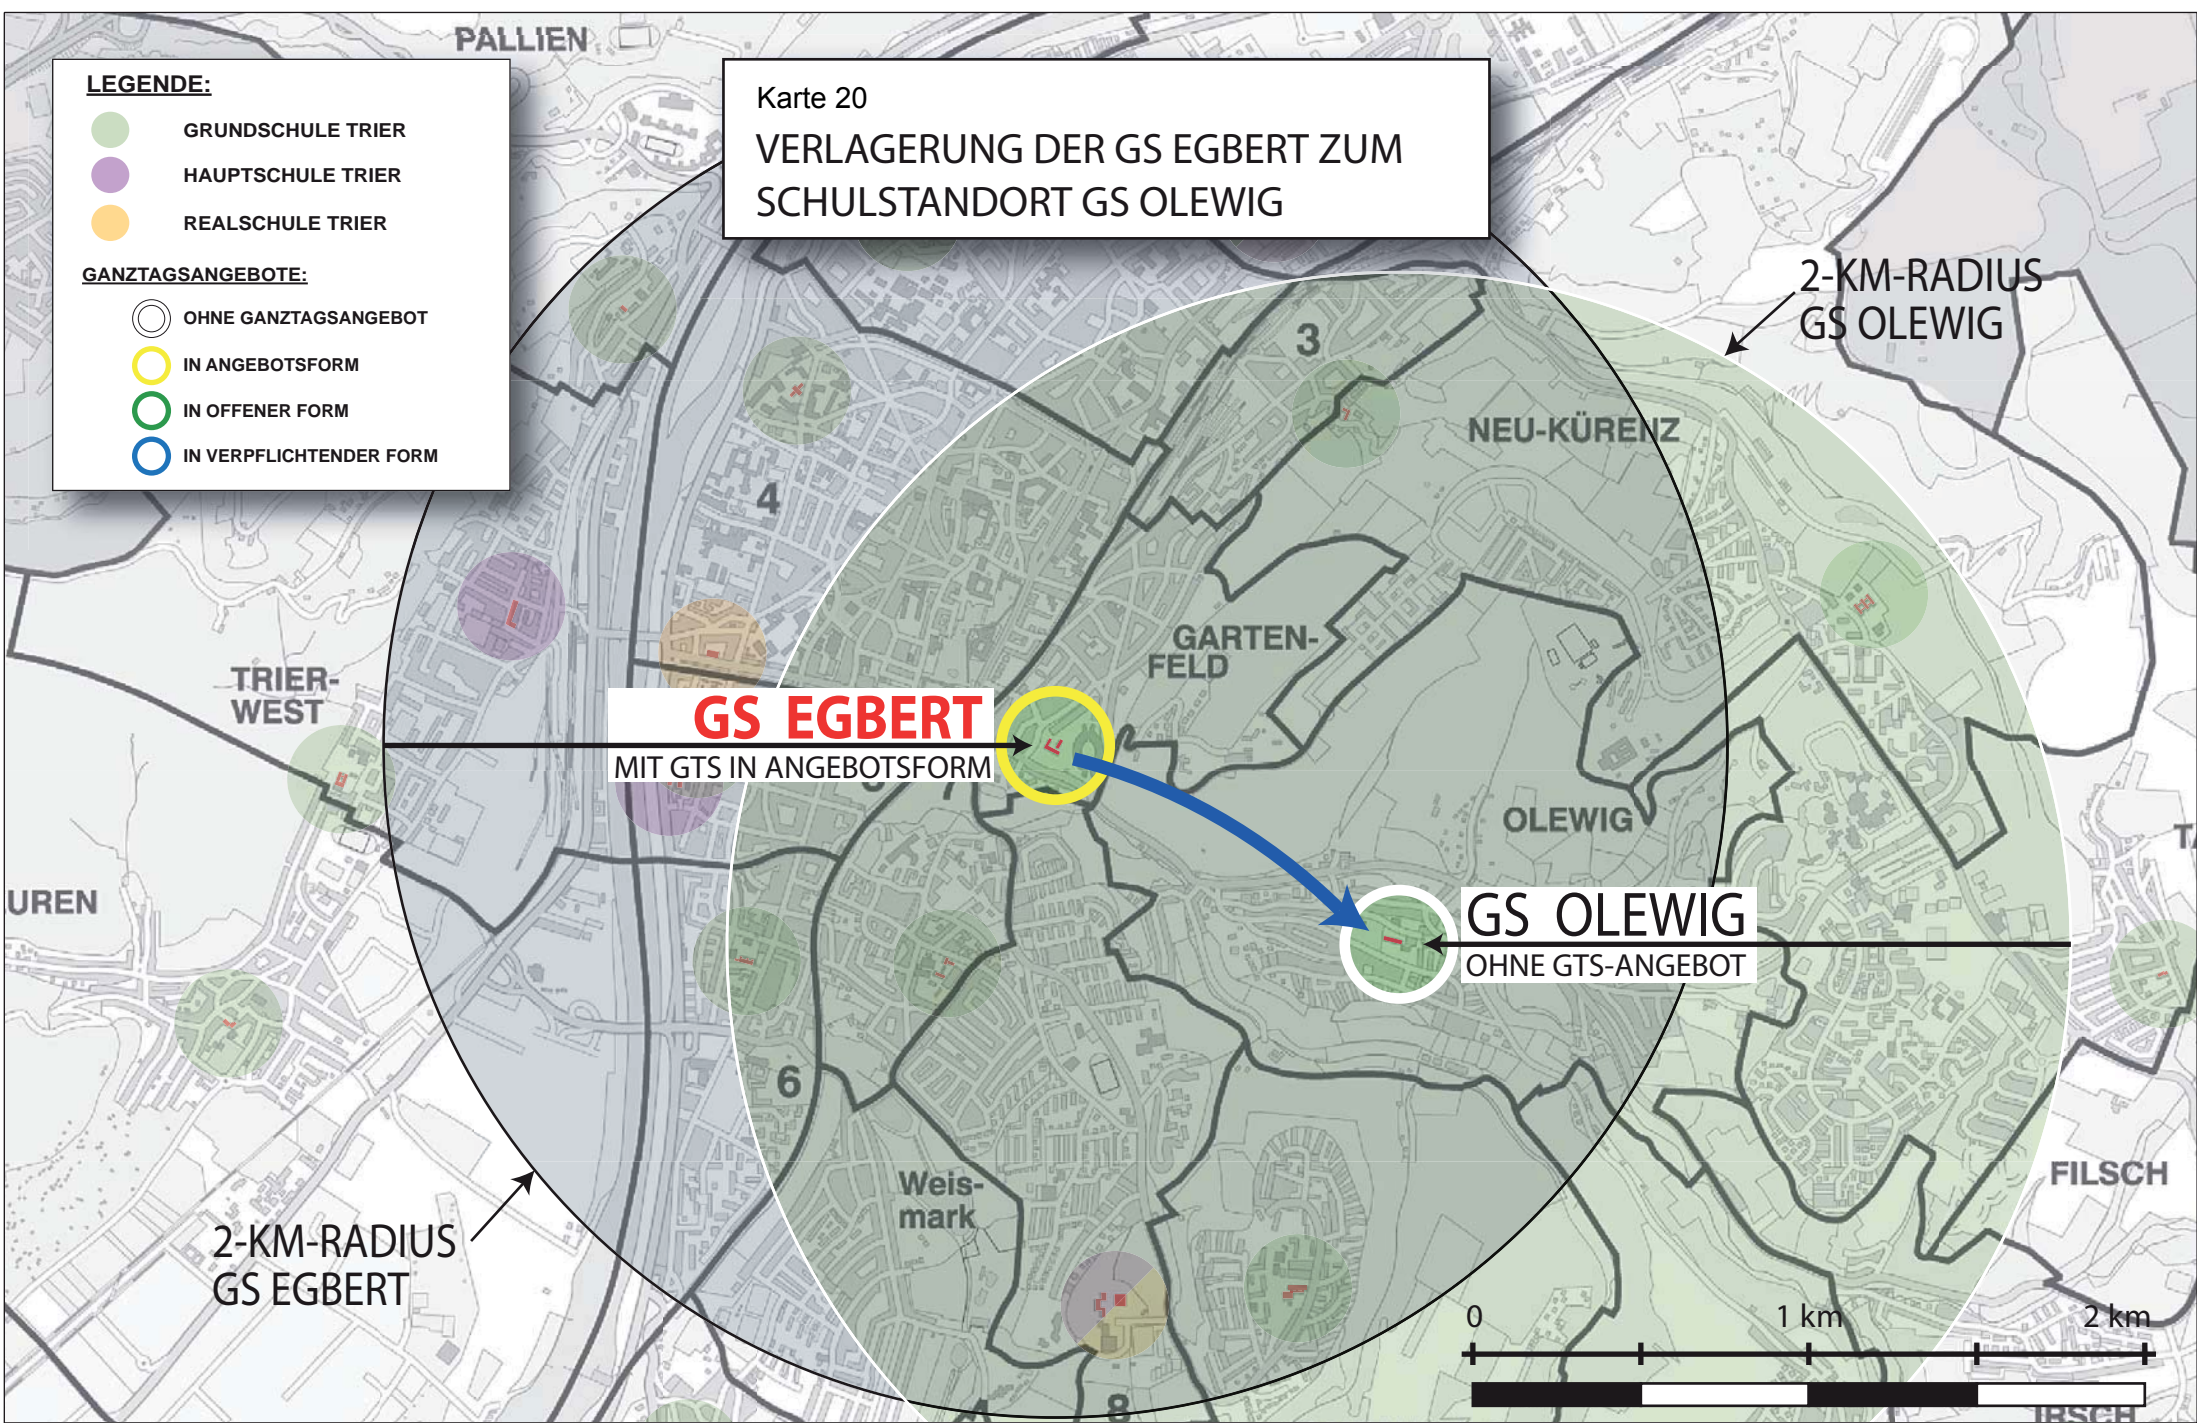 PALLIEN
LEGENDE:
GRUNDSCHULE TRIER
HAUPTSCHULE TRIER
REALSCHULE TRIER
GANZTAGSANGEBOTE:
OHNE GANZTAGSANGEBOT
IN ANGEBOTSFORM
IN OFFENER FORM
IN VERPFLICHTENDER FORM
Karte 20
VERLAGERUNG DER GS EGBERT ZUM
SCHULSTANDORT GS OLEWIG
2-KM-RADIUS
GS OLEWIG
3
NEU-KÜRENZ
4
GARTEN-
FELD
TRIER-
WEST
GS EGBERT
MIT GTS IN ANGEBOTSFORM
7
OLEWIG
UREN
GS OLEWIG
OHNE GTS-ANGEBOT
6
Weis-
mark
FILSCH
2-KM-RADIUS
GS EGBERT
0
1 km
2 km
8
IRSCH